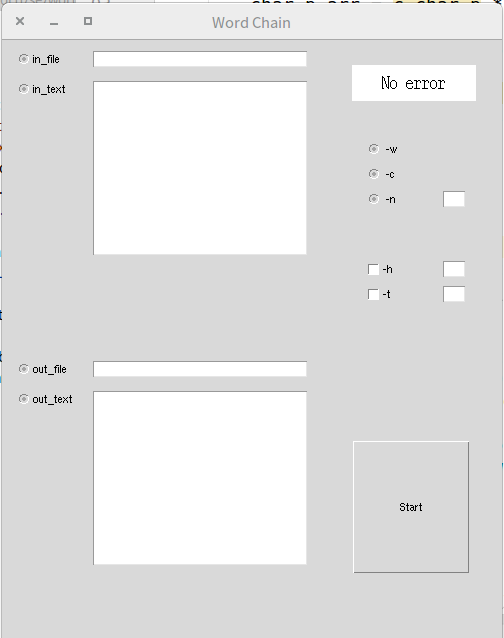 Word Chain
in_file
in_text
No error
-w
-c
-n
-h
-t
out_file
out_text
Start